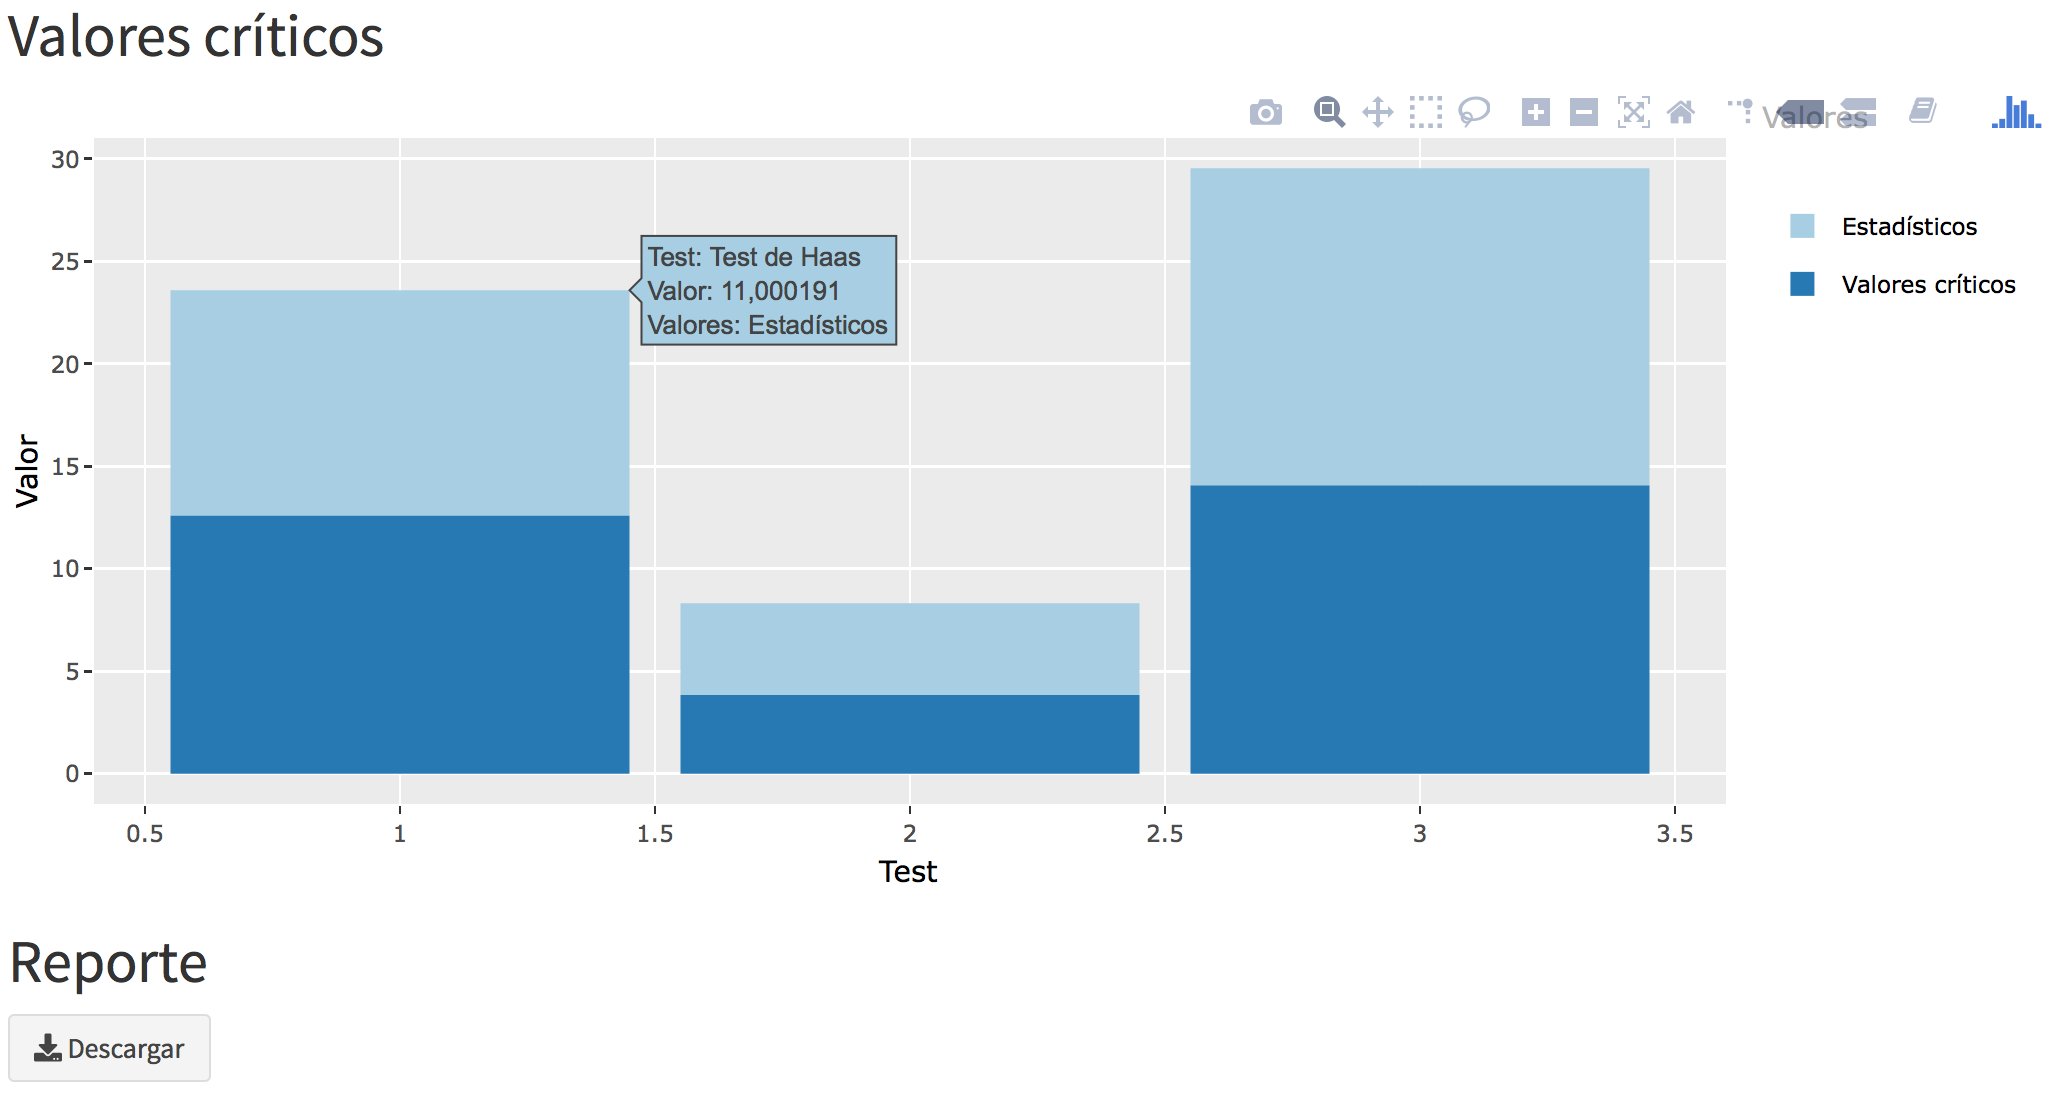 Valores críticos
Valores
30
25
20
15
10
5
0
Valor
Test: Test de Haas
Valor: 11,000191
Valores: Estadísticos
Estadísticos
Valores críticos
0.5 1 1.5 2 2.5 3 3.5
Test
Reporte
Descargar